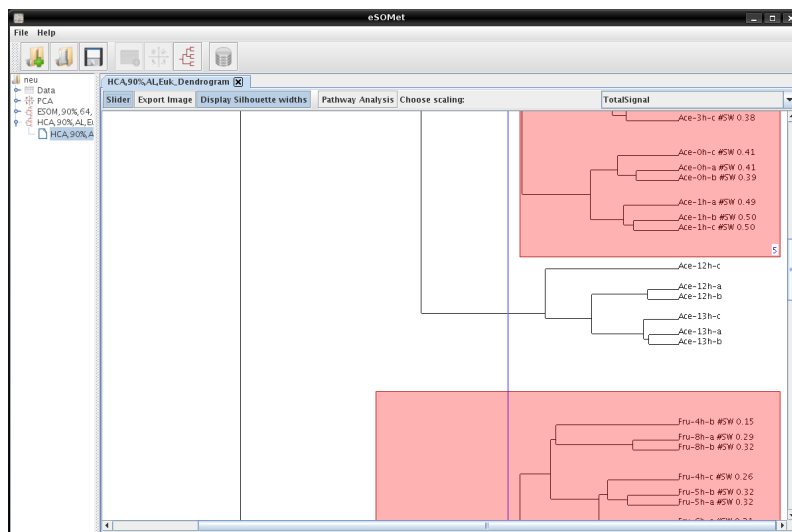 eSOMet
File Help
neu
Data
PCA
ESOM,90%,64,
HCA,90%,AL,E
HCA,90%,A
HCA,90%,AL,Euk_Dendrogram
Slider Export Image Display Silhouette widths Pathway Analysis Choose scaling: TotalSignal
Ace-3h-c #SW 0.38
Ace-0h-c #SW 0.41
Ace-0h-a #SW 0.41
Ace-0h-b #SW 0.39
Ace-1h-a #SW 0.49
Ace-1h-b #SW 0.50
Ace-1h-c #SW 0.50
5
Ace-12h-c
Ace-12h-a
Ace-12h-b
Ace-13h-c
Ace-13h-a
Ace-13h-b
Fru-4h-b #SW 0.15
Fru-8h-a #SW 0.29
Fru-8h-b #SW 0.32
Fru-4h-c #SW 0.26
Fru-5h-b #SW 0.32
Fru-5h-a #SW 0.32